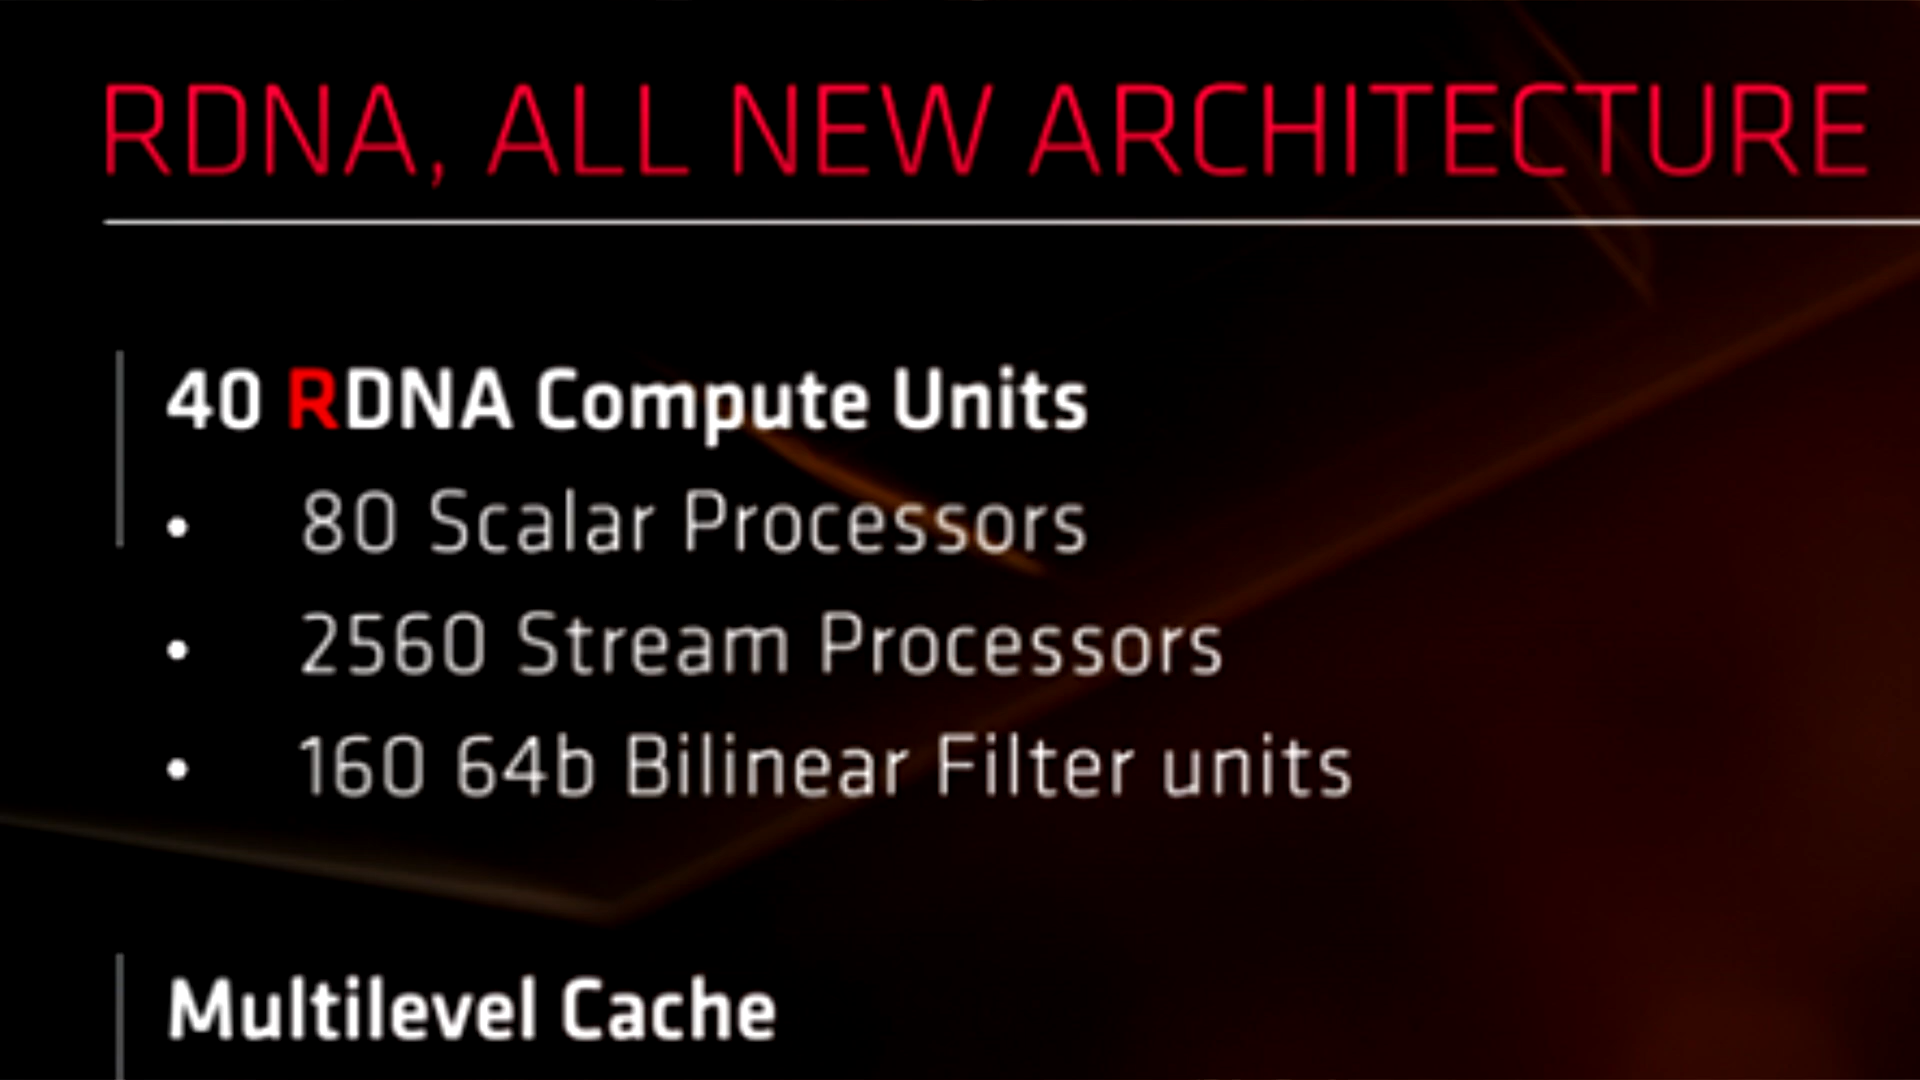 RDNA, ALL NEW ARCHITECTURE
40 RDNA Compute Units
• 80 Scalar Processors
• 2560 Stream Processors
• 160 64b Bilinear Filter units
Multilevel Cache